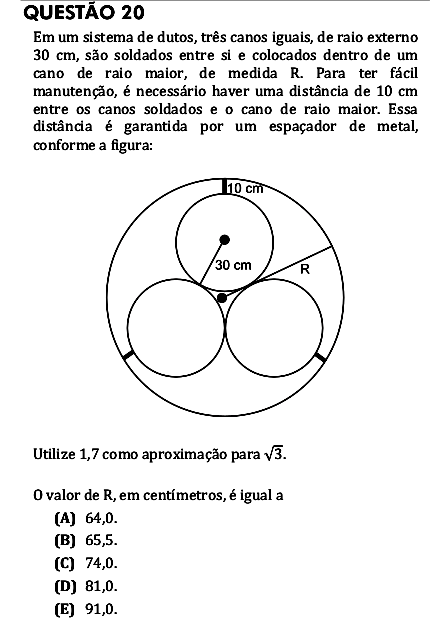 QUESTÃO 20
Em um sistema de dutos, três canos iguais, de raio externo
30 cm, são soldados entre si e colocados dentro de um
cano de raio maior, de medida R. Para ter fácil
manutenção, é necessário haver uma distância de 10 cm
entre os canos soldados e o cano de raio maior. Essa
distância é garantida por um espaçador de metal,
conforme a figura:
10 cm
30 cm
R
Utilize 1,7 como aproximação para √3.
O valor de R, em centímetros, é igual a
(A) 64,0.
(B) 65,5.
(C) 74,0.
(D) 81,0.
(E) 91,0.